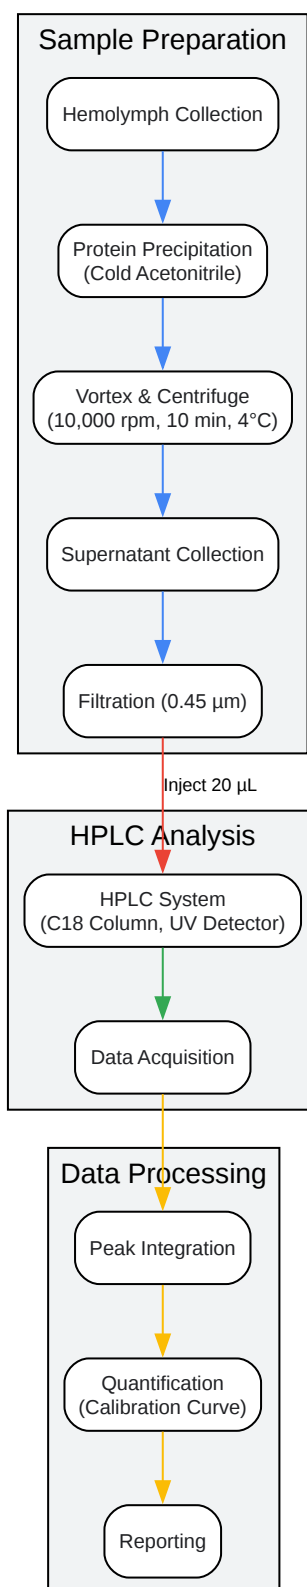 Sample Preparation
Hemolymph Collection
Protein Precipitation
(Cold Acetonitrile)
Vortex & Centrifuge
(10,000 rpm, 10 min, 4°C)
Supernatant Collection
Filtration (0.45 µm)
Inject 20 µL
HPLC Analysis
HPLC System
(C18 Column, UV Detector)
Data Acquisition
Data Processing
Peak Integration
Quantification
(Calibration Curve)
Reporting